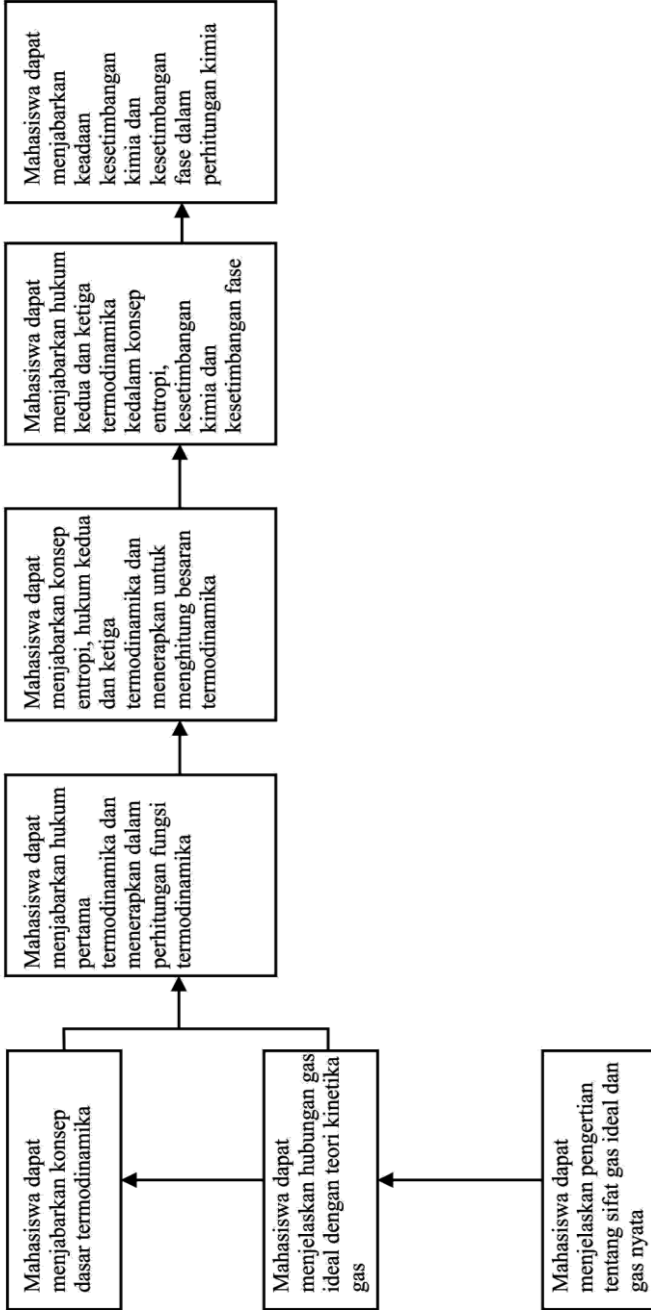 Mahasiswa dapat
menjabarkan konsep
dasar termodinamika
Mahasiswa dapat
menjelaskan hubungan gas
ideal dengan teori kinetika
gas
Mahasiswa dapat
menjelaskan pengertian
tentang sifat gas ideal dan
gas nyata
Mahasiswa dapat
menjabarkan hukum
pertama
termodinamika dan
menerapkan dalam
perhitungan fungsi
termodinamika
Mahasiswa dapat
menjabarkan konsep
entropi, hukum kedua
dan ketiga
termodinamika dan
menerapkan untuk
menghitung besaran
termodinamika
Mahasiswa dapat
menjabarkan hukum
kedua dan ketiga
termodinamika
kedalam konsep
entropi,
kesetimbangan
kimia dan
kesetimbangan fase
Mahasiswa dapat
menjabarkan
keadaan
kesetimbangan
kimia dan
kesetimbangan
fase dalam
perhitungan kimia